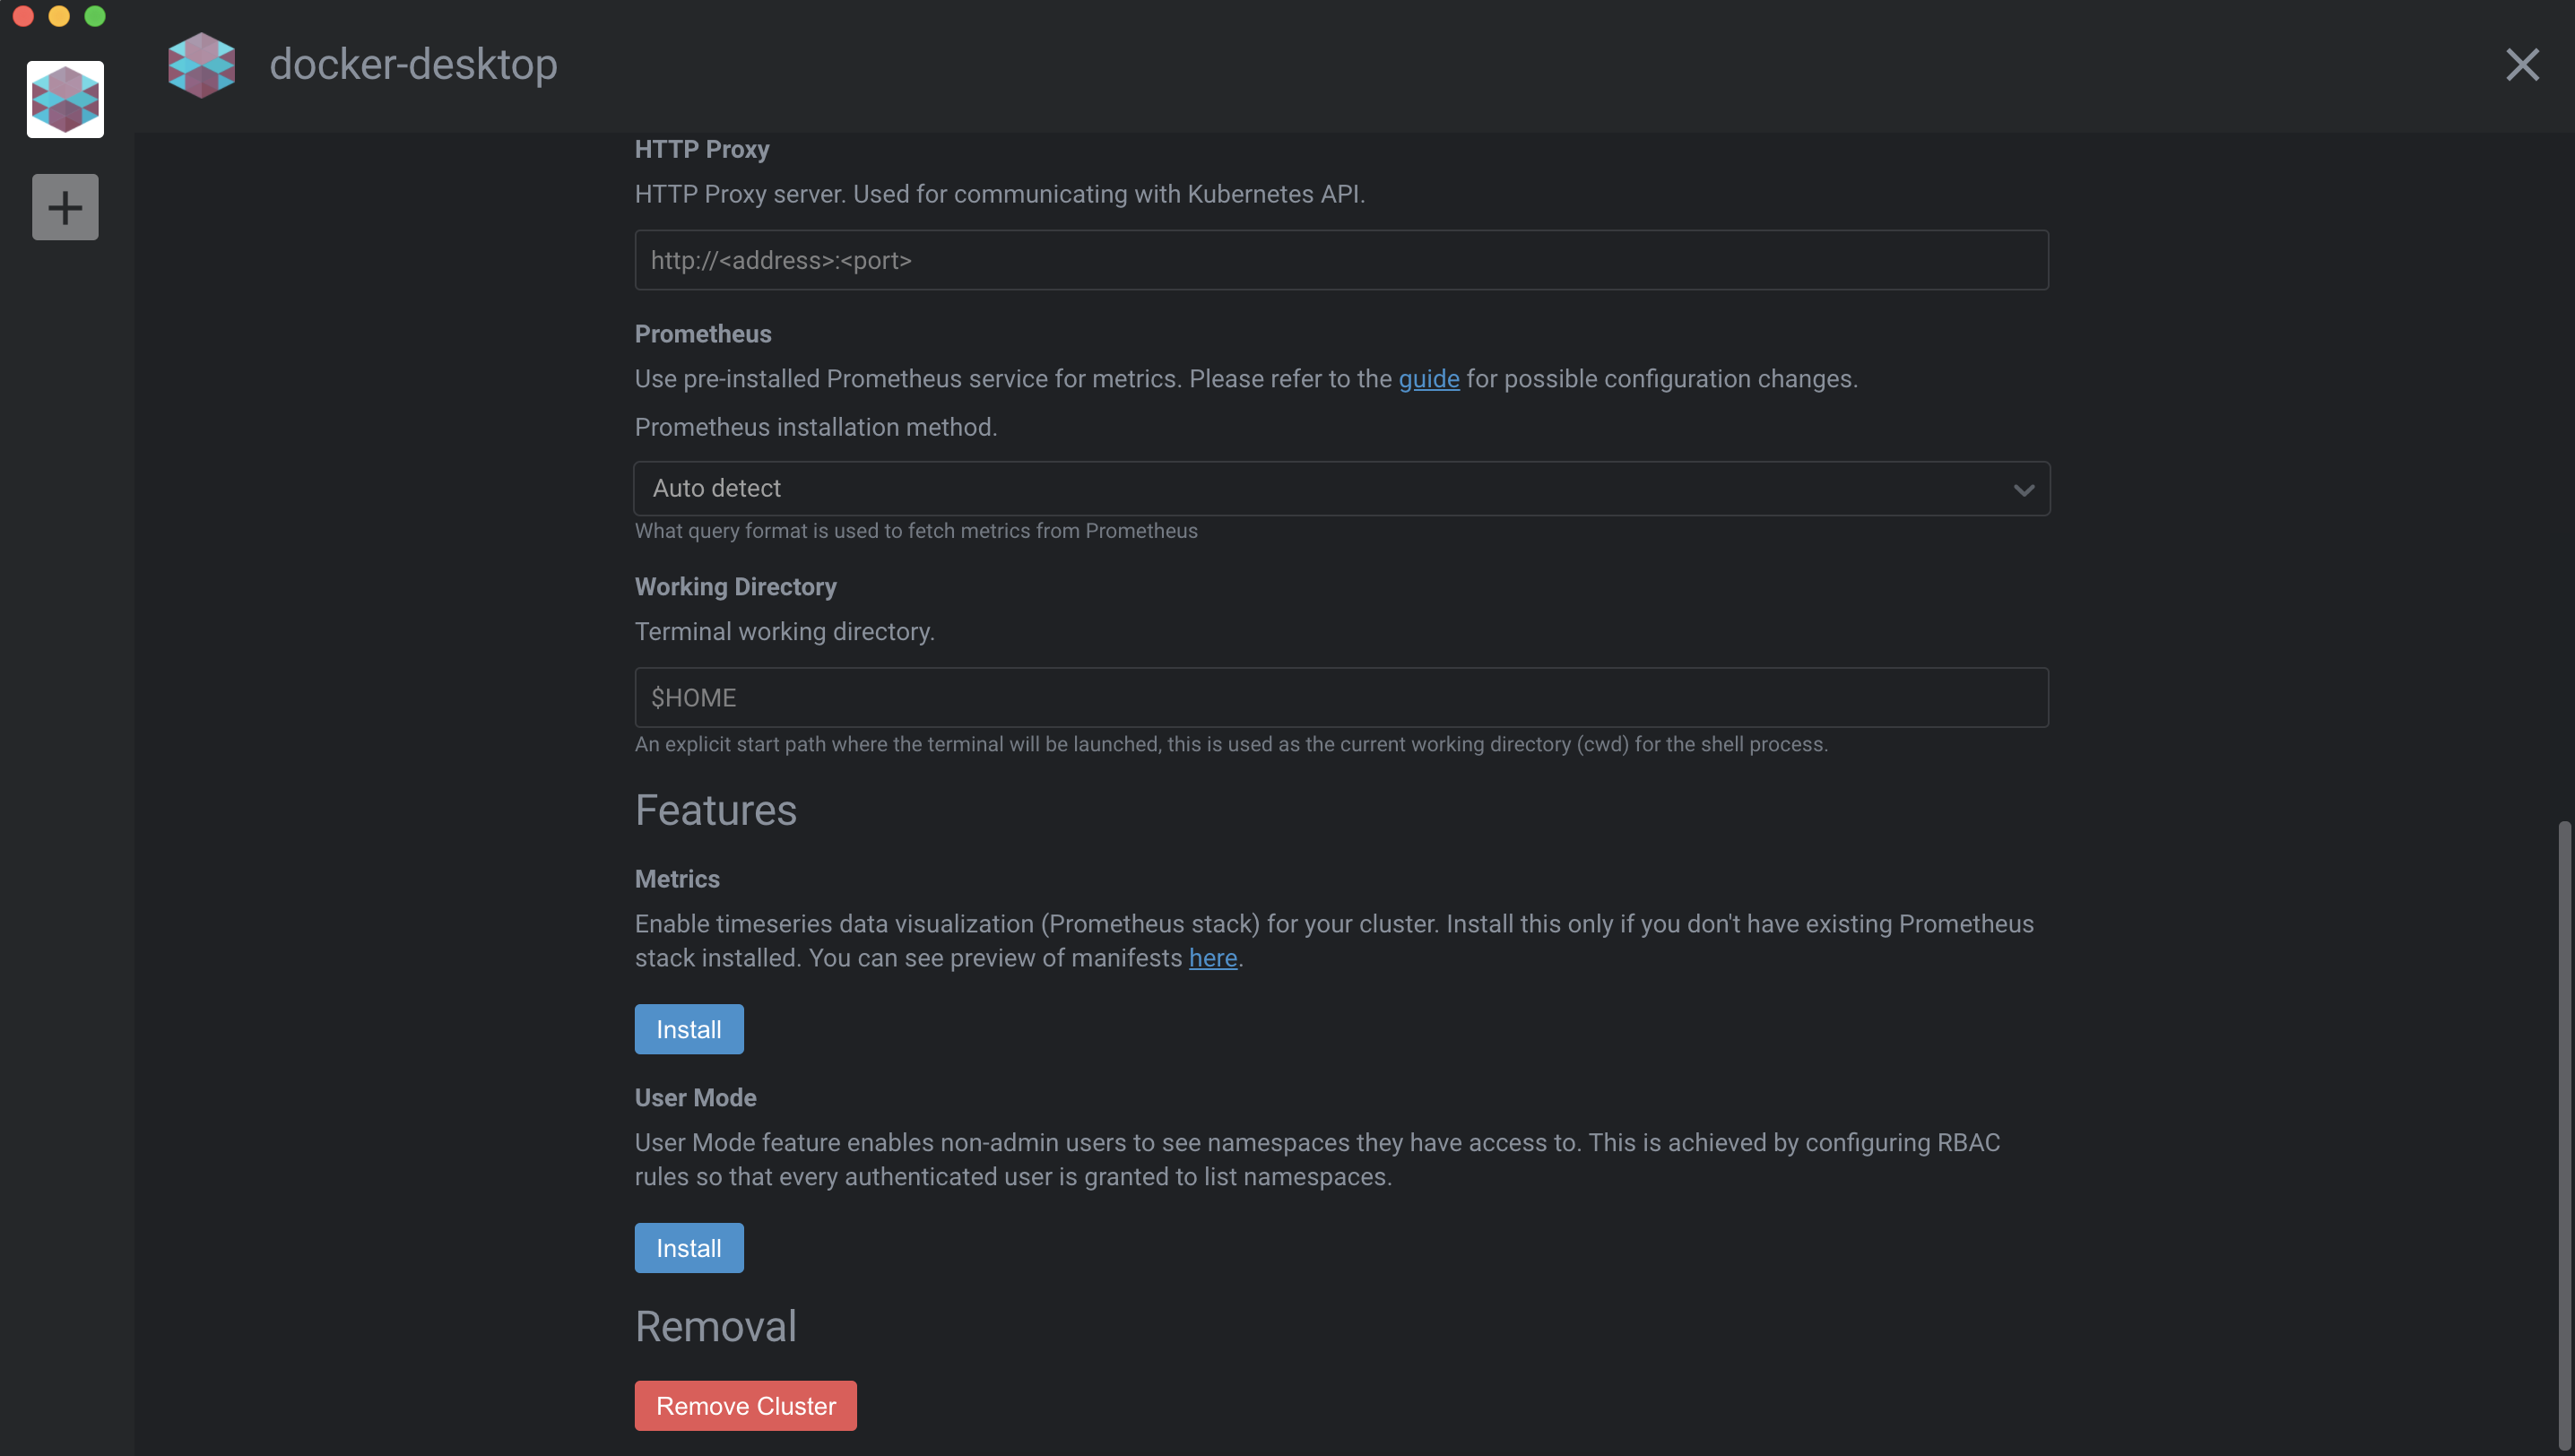 docker-desktop
HTTP Proxy
HTTP Proxy server. Used for communicating with Kubernetes API.
http://<address>:<port>
Prometheus
Use pre-installed Prometheus service for metrics. Please refer to the guide for possible configuration changes.
Prometheus installation method.
Auto detect
What query format is used to fetch metrics from Prometheus
Working Directory
Terminal working directory.
$HOME
An explicit start path where the terminal will be launched, this is used as the current working directory (cwd) for the shell process.
Features
Metrics
Enable timeseries data visualization (Prometheus stack) for your cluster. Install this only if you don't have existing Prometheus
stack installed. You can see preview of manifests here.
Install
User Mode
User Mode feature enables non-admin users to see namespaces they have access to. This is achieved by configuring RBAC
rules so that every authenticated user is granted to list namespaces.
Install
Removal
Remove Cluster